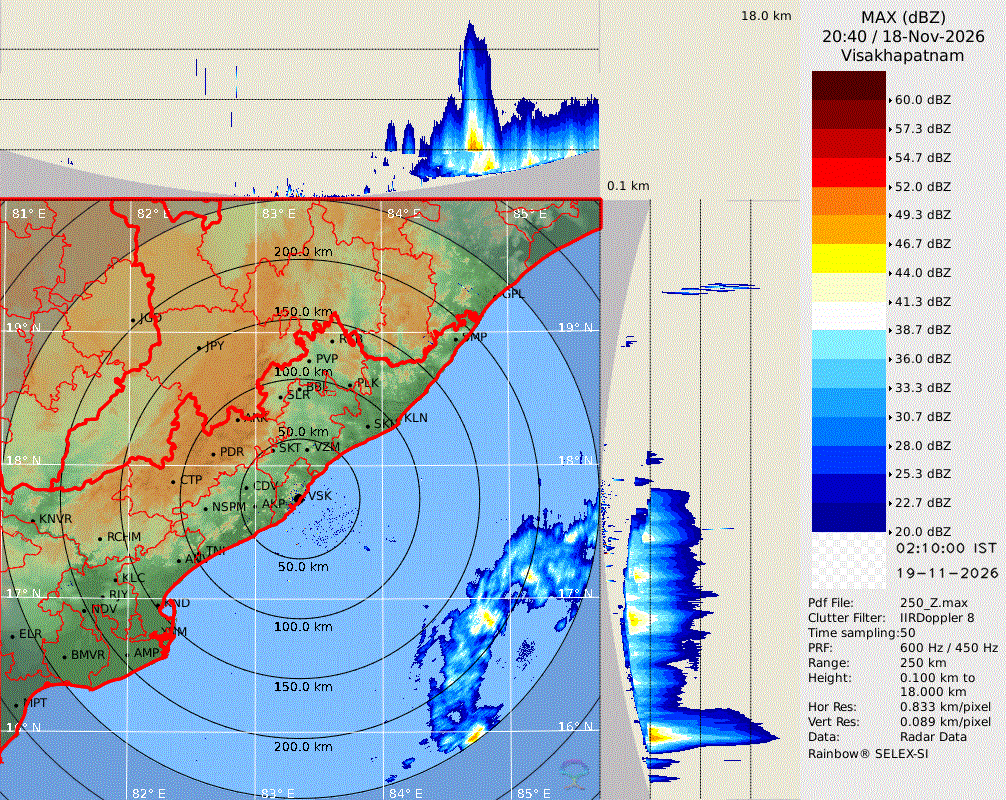 18.0 km
0.1 km
MAX (dBZ)
20:40 / 18-Nov-2026
Visakhapatnam
60.0 dBZ
57.3 dBZ
54.7 dBZ
52.0 dBZ
49.3 dBZ
46.7 dBZ
44.0 dBZ
41.3 dBZ
38.7 dBZ
36.0 dBZ
33.3 dBZ
30.7 dBZ
28.0 dBZ
25.3 dBZ
22.7 dBZ
20.0 dBZ
02:10:00 IST
19-11-2026
Pdf File: 250_Z.max
Clutter Filter: IIRDoppler 8
Time sampling:50
PRF: 600 Hz / 450 Hz
Range: 250 km
Height: 0.100 km to
18.000 km
Hor Res: 0.833 km/pixel
Vert Res: 0.089 km/pixel
Data: Radar Data
Rainbow® SELEX-SI
81° E
82° E
83° E
84° E
85° E
200.0 km
GPL
150.0 km
JGD
19° N
19° N
JPY
PVP
100.0 km
PLK
BBL
SLR
KLN
50.0 km
SKT
VZM
PDR
18° N
18° N
CTP
CDV
VSK
NSPM
AKP
KNVR
RCHM
TNI
50.0 km
KLC
RJY
17° N
17° N
NDV
100.0 km
ELR
BMVR
AMP
150.0 km
16° N
16° N
200.0 km
82° E
83° E
84° E
85° E